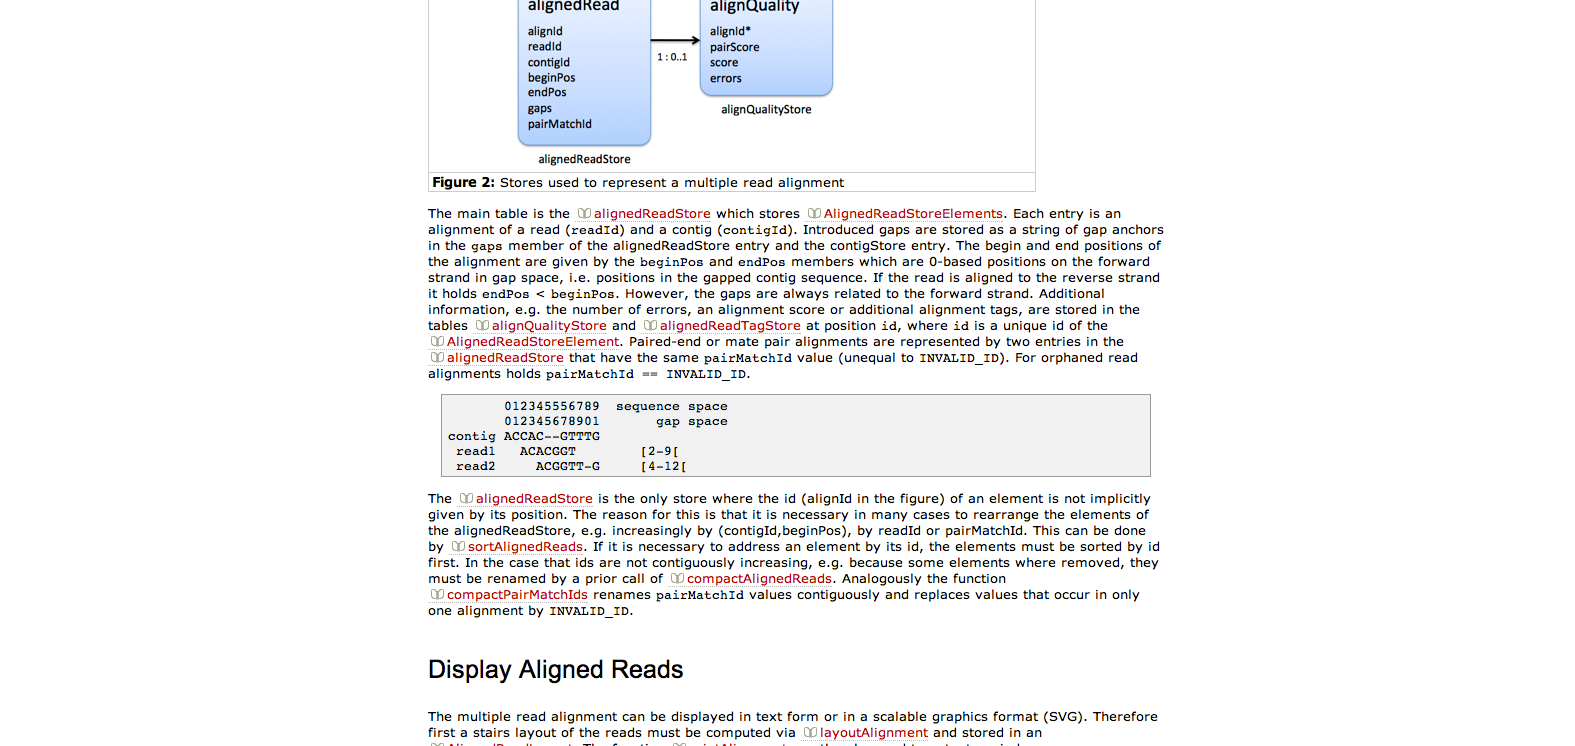 alignedRead
alignQuality
alignId
readId
contigId
beginPos
endPos
gaps
pairMatchId
1 : 0..1
alignId*
pairScore
score
errors
alignQualityStore
alignedReadStore
Figure 2: Stores used to represent a multiple read alignment
The main table is the alignedReadStore which stores AlignedReadStoreElements. Each entry is an
alignment of a read (readId) and a contig (contigId). Introduced gaps are stored as a string of gap anchors
in the gaps member of the alignedReadStore entry and the contigStore entry. The begin and end positions of
the alignment are given by the beginPos and endPos members which are 0-based positions on the forward
strand in gap space, i.e. positions in the gapped contig sequence. If the read is aligned to the reverse strand
it holds endPos < beginPos. However, the gaps are always related to the forward strand. Additional
information, e.g. the number of errors, an alignment score or additional alignment tags, are stored in the
tables alignQualityStore and alignedReadTagStore at position id, where id is a unique id of the
AlignedReadStoreElement. Paired-end or mate pair alignments are represented by two entries in the
alignedReadStore that have the same pairMatchId value (unequal to INVALID_ID). For orphaned read
alignments holds pairMatchId == INVALID_ID.
012345556789 sequence space
012345678901 gap space
contig ACCAC--GTTTG
read1 ACACGGT [2-9[
read2 ACGGTT-G [4-12[
The alignedReadStore is the only store where the id (alignId in the figure) of an element is not implicitly
given by its position. The reason for this is that it is necessary in many cases to rearrange the elements of
the alignedReadStore, e.g. increasingly by (contigId,beginPos), by readId or pairMatchId. This can be done
by sortAlignedReads. If it is necessary to address an element by its id, the elements must be sorted by id
first. In the case that ids are not contiguously increasing, e.g. because some elements where removed, they
must be renamed by a prior call of compactAlignedReads. Analogously the function
compactPairMatchIds renames pairMatchId values contiguously and replaces values that occur in only
one alignment by INVALID_ID.
Display Aligned Reads
The multiple read alignment can be displayed in text form or in a scalable graphics format (SVG). Therefore
first a stairs layout of the reads must be computed via layoutAlignment and stored in an